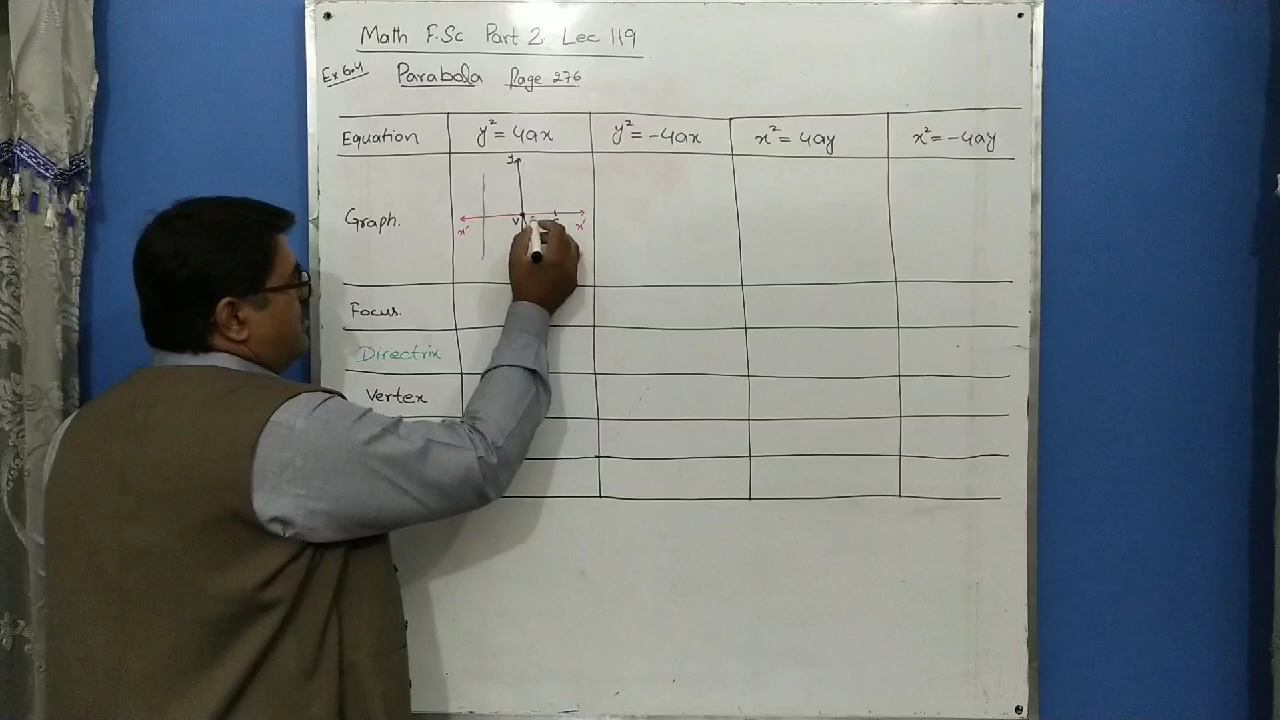 Math F.Sc Part 2 Lec 119
Ex 6.4 Parabola Page 276
Equation y² = 4ax y² = -4ax x² = 4ay x² = -4ay
y
Graph. x' V x'
Focus.
Directrix
Vertex